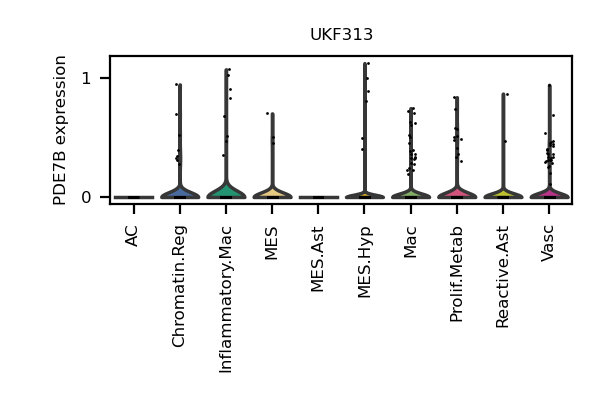 UKF313
PDE7B expression
1
0
AC
Chromatin.Reg
Inflammatory.Mac
MES
MES.Ast
MES.Hyp
Mac
Prolif.Metab
Reactive.Ast
Vasc